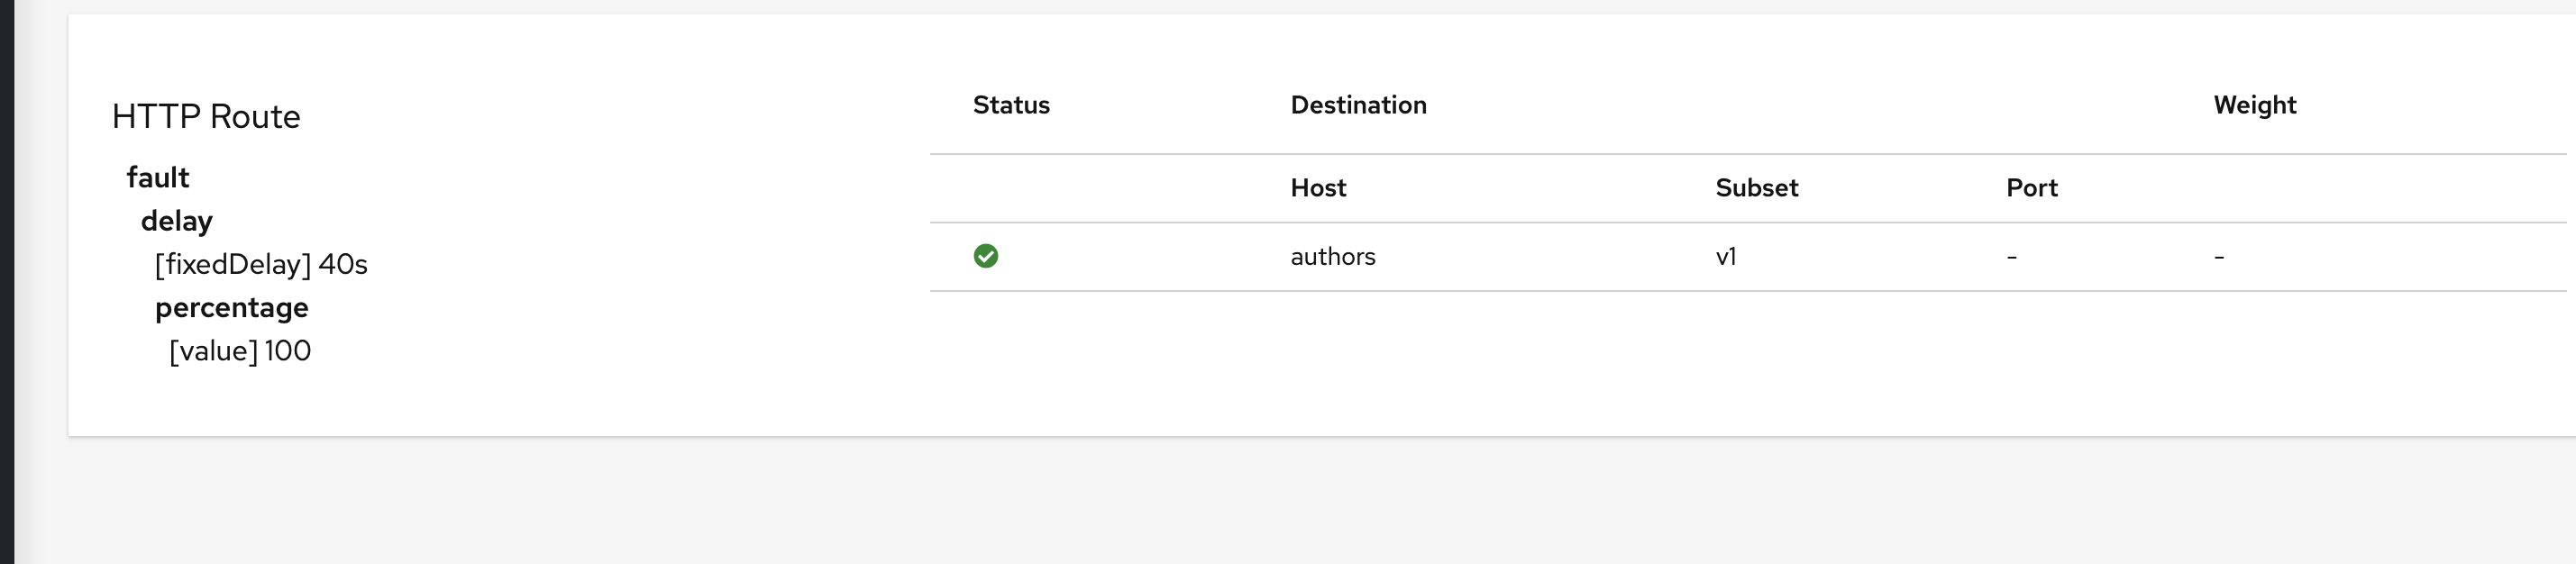 HTTP Route
fault
delay
[fixedDelay] 40s
percentage
[value] 100
Status Destination Weight
Host Subset Port
authors v1 - -